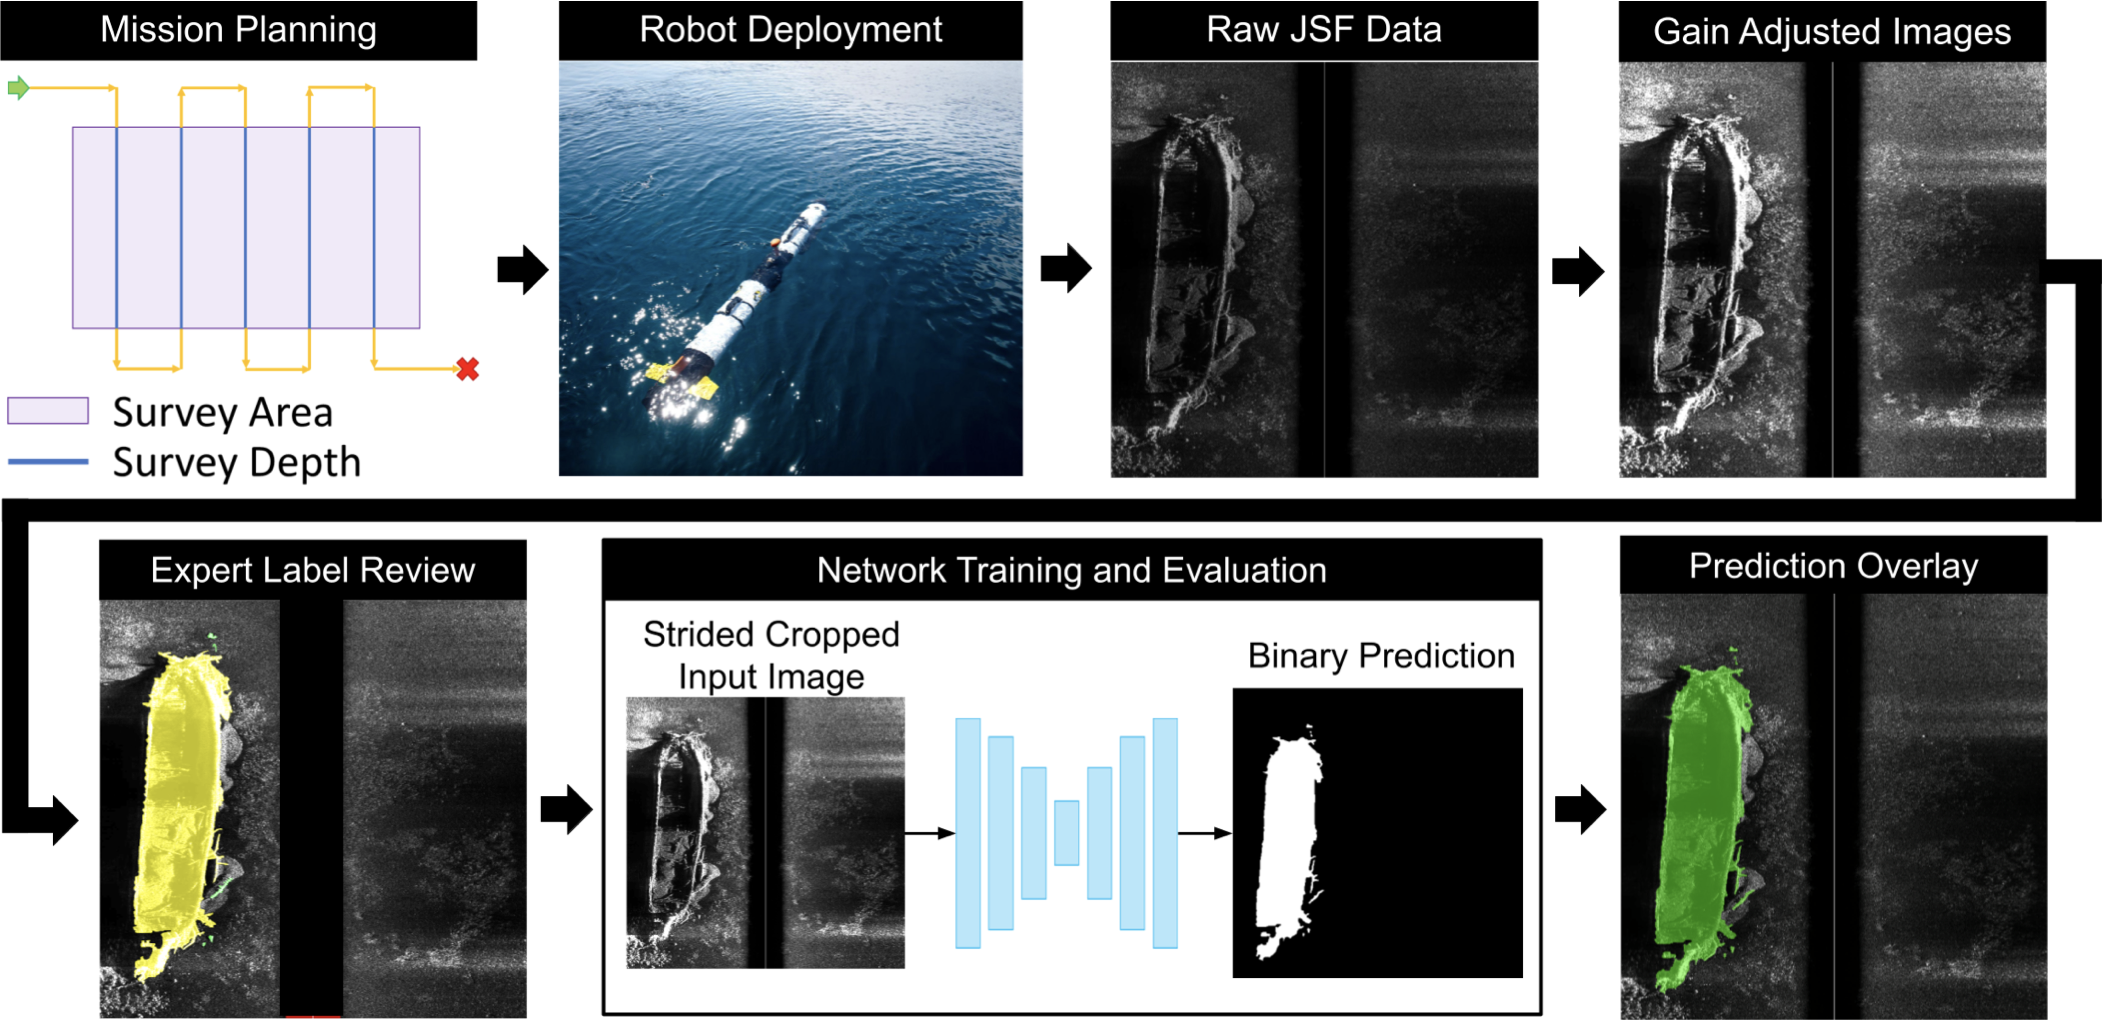 Mission Planning
Robot Deployment
Raw JSF Data
Gain Adjusted Images
Survey Area
Survey Depth
Expert Label Review
Network Training and Evaluation
Strided Cropped
Input Image
Binary Prediction
Prediction Overlay